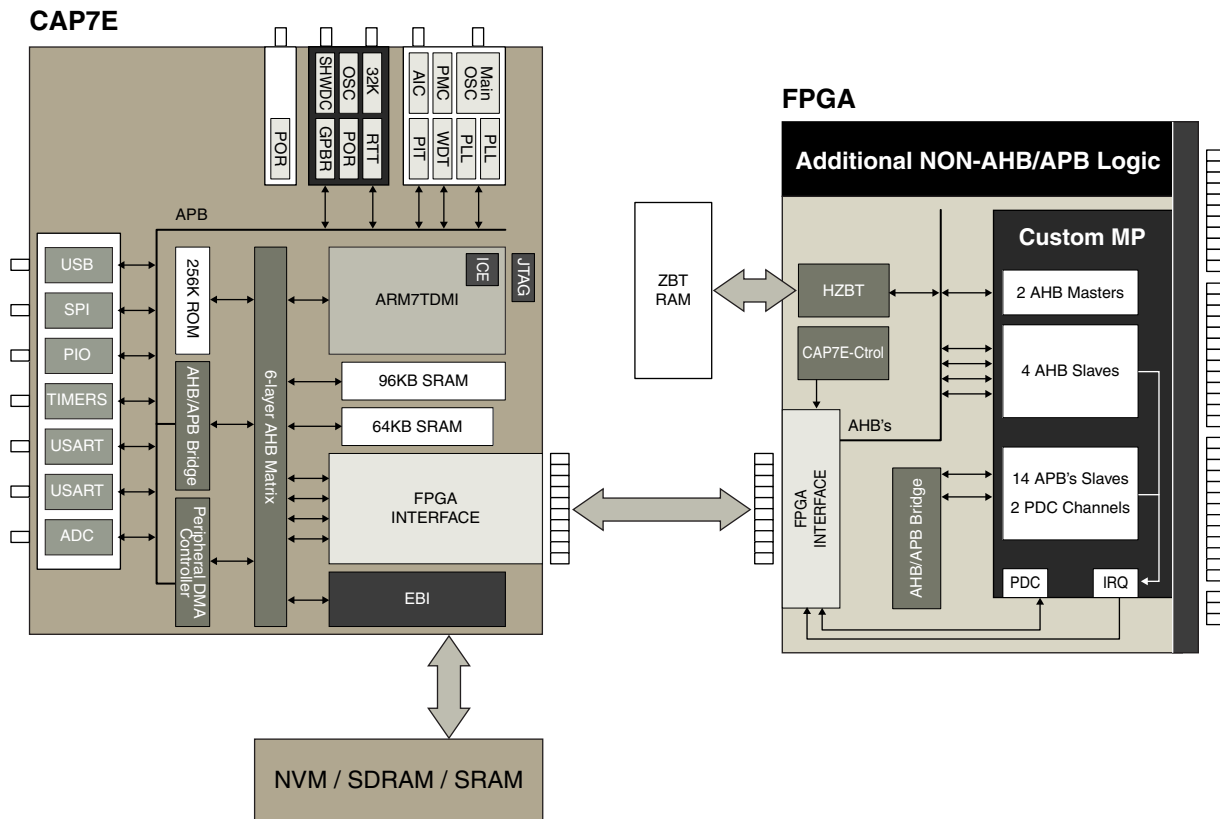 CAP7E
POR
SHWDC
OSC
32K
GPBR
POR
RTT
AIC
PMC
Main
OSC
PIT
WDT
PLL
PLL
APB
USB
SPI
PIO
TIMERS
USART
USART
ADC
256K ROM
AHB/APB Bridge
Peripheral DMA
Controller
6-layer AHB Matrix
ARM7TDMI
ICE
JTAG
96KB SRAM
64KB SRAM
FPGA
INTERFACE
EBI
NVM / SDRAM / SRAM
ZBT
RAM
FPGA
Additional NON-AHB/APB Logic
HZBT
CAP7E-Ctrol
FPGA
INTERFACE
AHB's
AHB/APB Bridge
Custom MP
2 AHB Masters
4 AHB Slaves
14 APB's Slaves
2 PDC Channels
PDC
IRQ